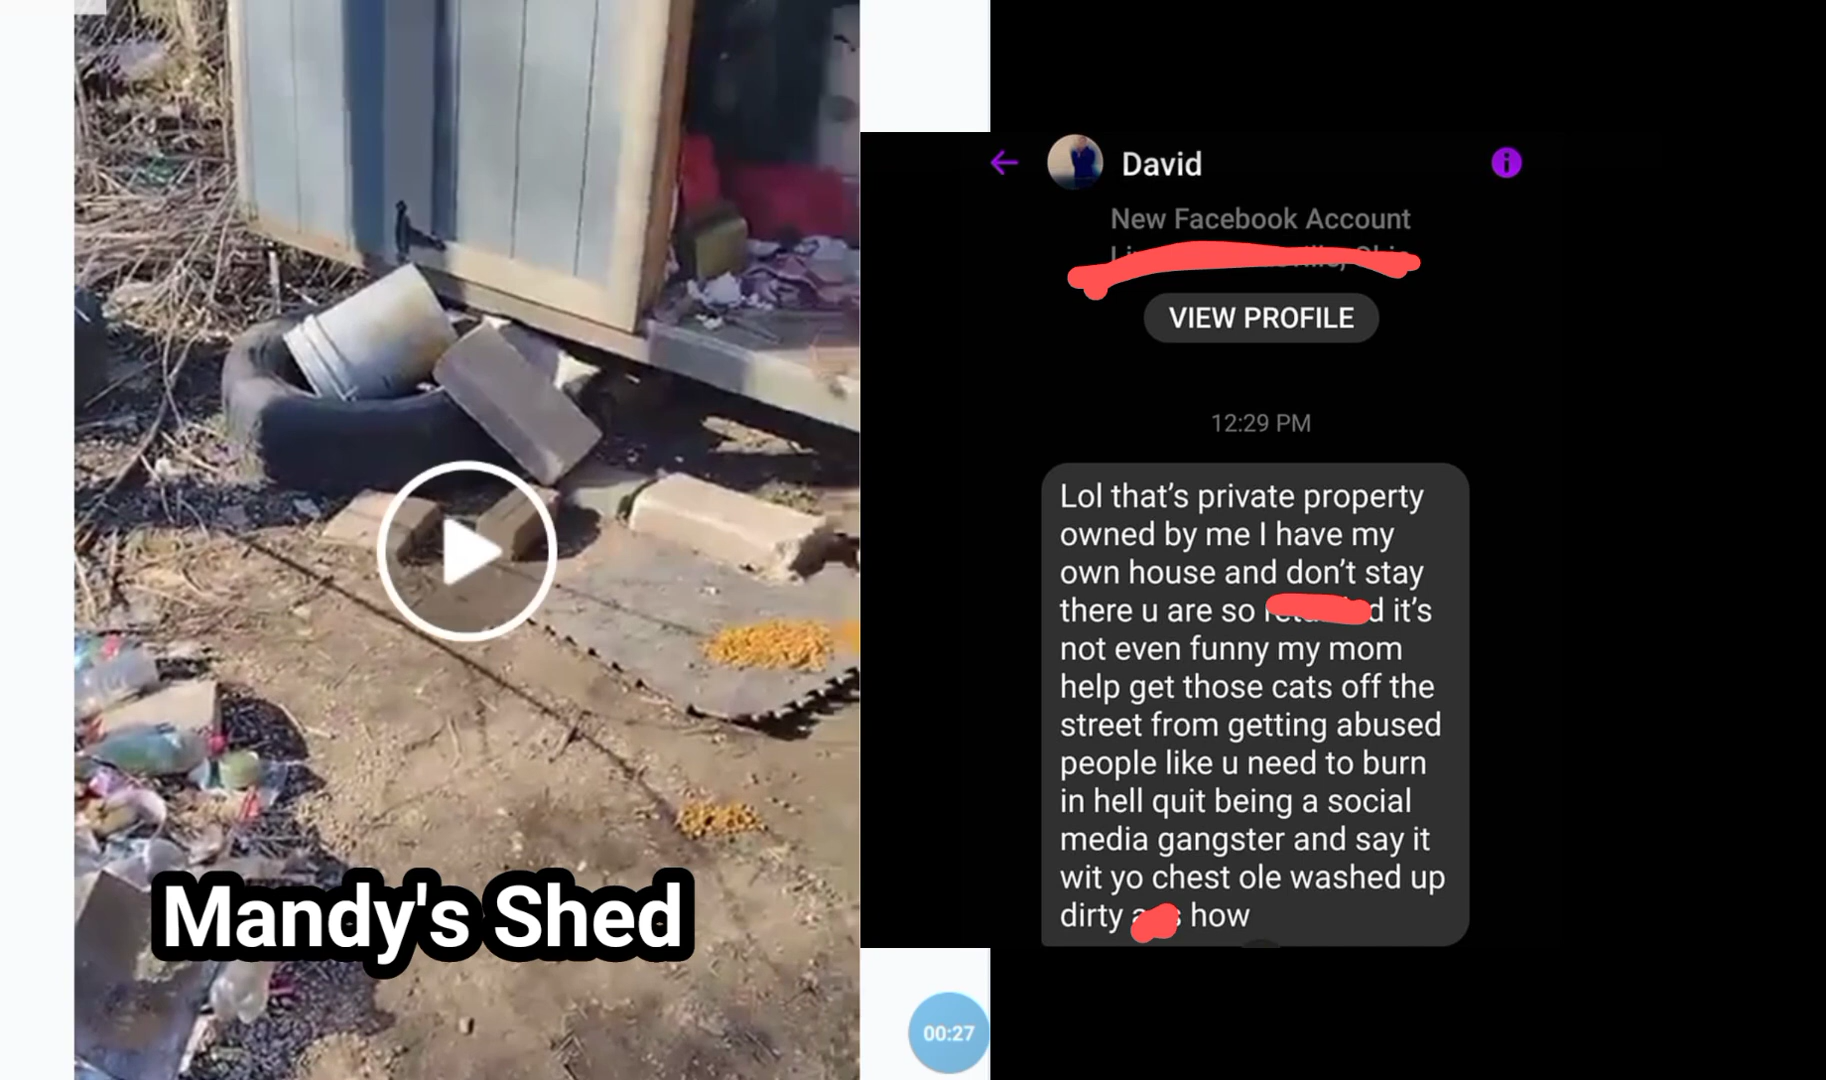 Mandy's Shed
00:27
David
New Facebook Account
VIEW PROFILE
12:29 PM
Lol that’s private property
owned by me I have my
own house and don’t stay
there u are so it’s
not even funny my mom
help get those cats off the
street from getting abused
people like u need to burn
in hell quit being a social
media gangster and say it
wit yo chest ole washed up
dirty how